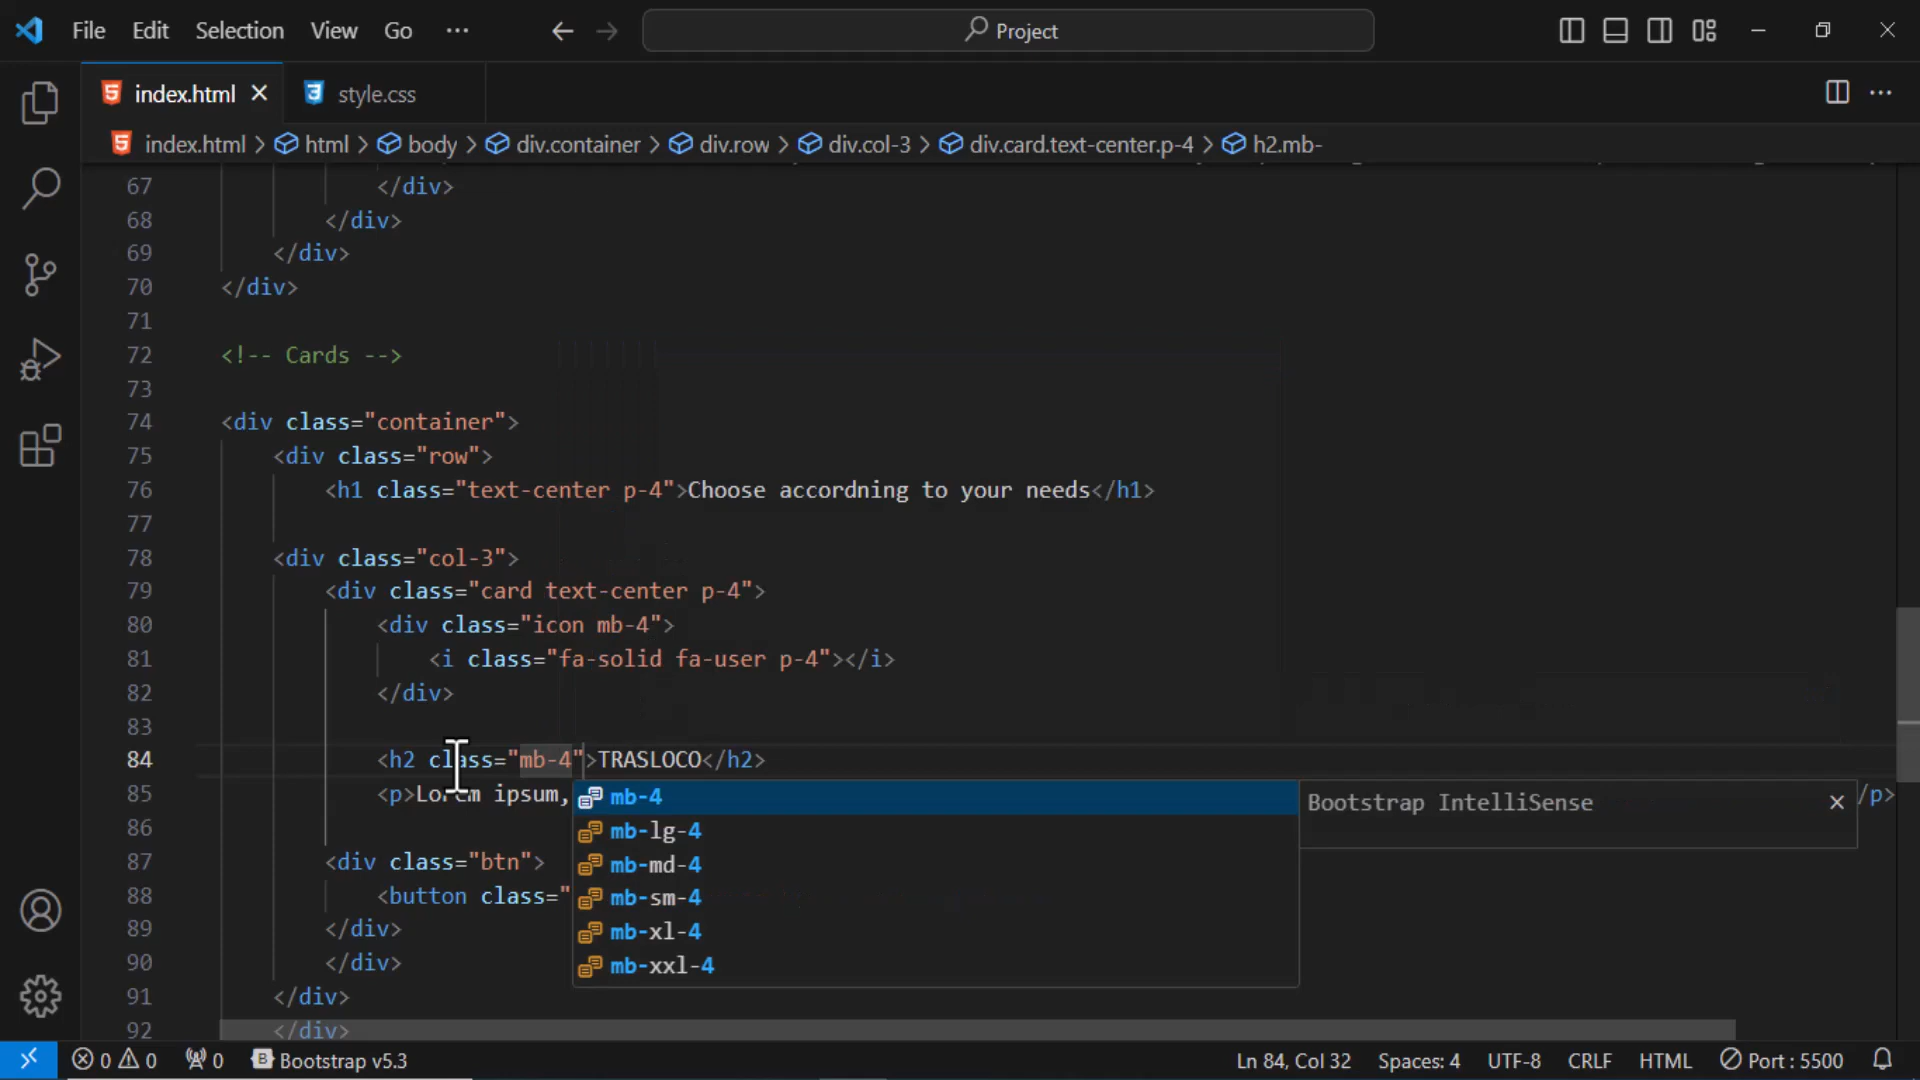 File Edit Selection View Go ··· Project
index.html style.css
index.html > html > body > div.container > div.row > div.col-3 > div.card.text-center.p-4 > h2.mb-
67 </div>
68 </div>
69 </div>
70 </div>
71
72 <!-- Cards -->
73
74 <div class="container">
75 <div class="row">
76 <h1 class="text-center p-4">Choose accordning to your needs</h1>
77
78 <div class="col-3">
79 <div class="card text-center p-4">
80 <div class="icon mb-4">
81 <i class="fa-solid fa-user p-4"></i>
82 </div>
83
84 <h2 class="mb-4">TRASLOCO</h2>
85 <p>Lorem ipsum, /p>
mb-4 Bootstrap IntelliSense
86
mb-lg-4
87 <div class="btn">
mb-md-4
88 <button class="
mb-sm-4
89 </div>
mb-xl-4
90 </div>
mb-xxl-4
91 </div>
92 </div>
0 0 0 Bootstrap v5.3 Ln 84, Col 32 Spaces: 4 UTF-8 CRLF HTML Port : 5500